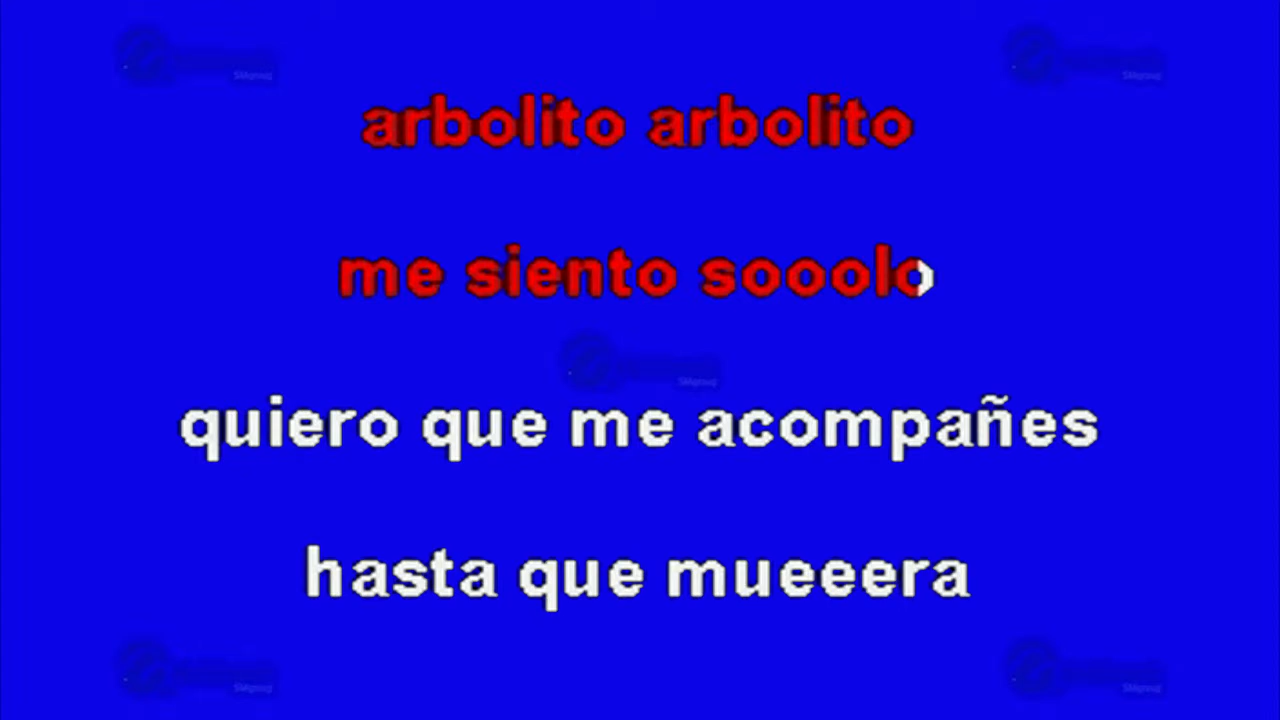 arbolito arbolito
me siento sooolo
quiero que me acompañes
hasta que mueeera